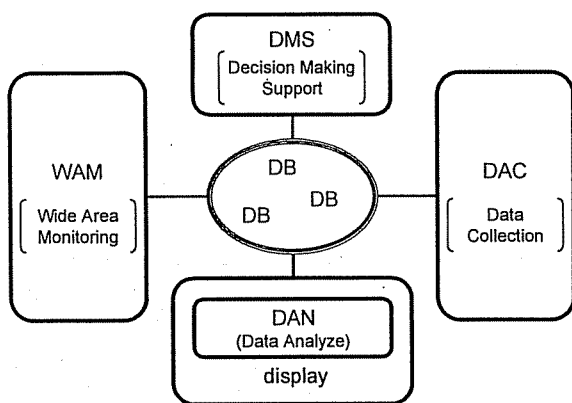 DMS
Decision Making
Support
WAM
Wide Area
Monitoring
DB
DB
DB
DAC
Data
Collection
DAN
(Data Analyze)
display